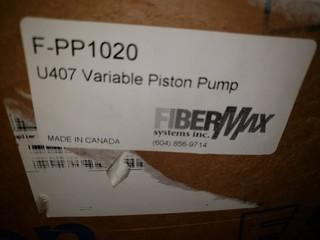 F-PP1020
U407 Variable Piston Pump
FIBERMAX
systems inc.
MADE IN CANADA
(604) 856-9714